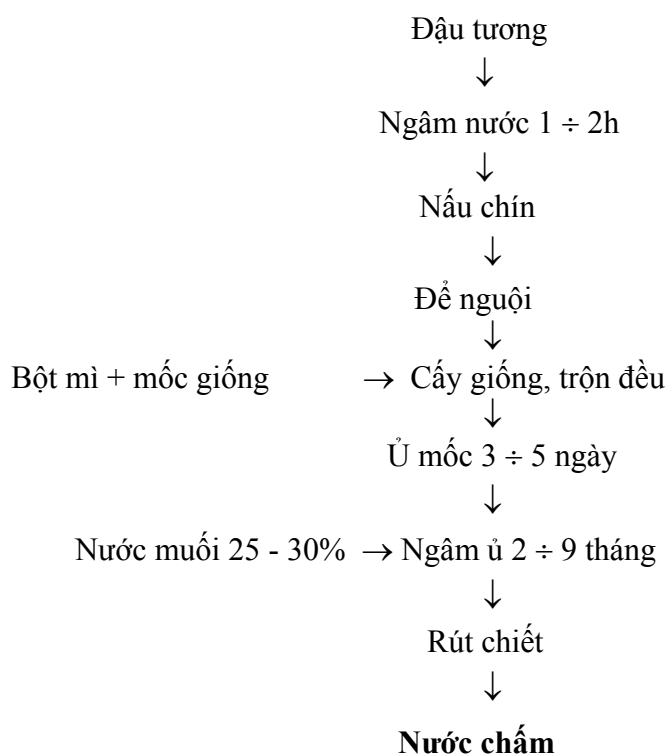 Đậu tương
↓
Ngâm nước 1 ÷ 2h
↓
Nấu chín
↓
Để nguội
↓
Bột mì + mốc giống → Cấy giống, trộn đều
↓
Ủ mốc 3 ÷ 5 ngày
↓
Nước muối 25 - 30% → Ngâm ủ 2 ÷ 9 tháng
↓
Rút chiết
↓
Nước chấm